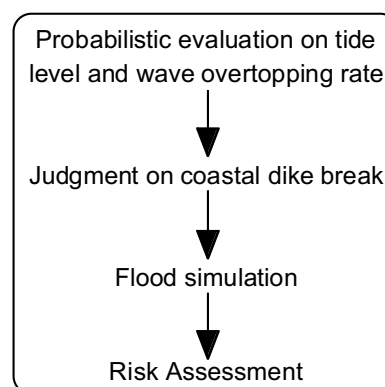 Probabilistic evaluation on tide
level and wave overtopping rate
Judgment on coastal dike break
Flood simulation
Risk Assessment